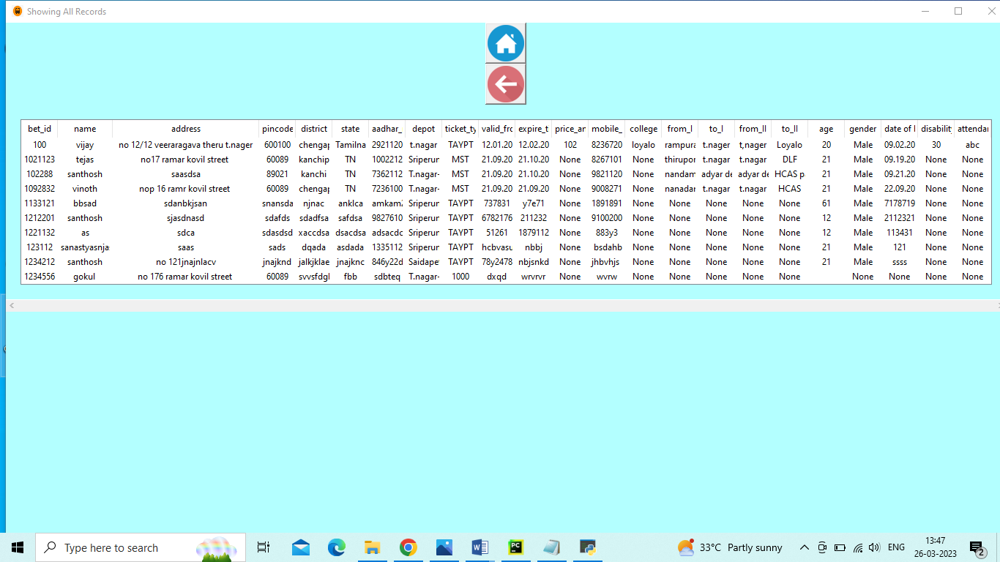 Showing All Records
bet_id name address pincode district state aadhar_ depot ticket_ty valid_fro expire_t price_ar mobile_ college from_l to_l from_ll to_ll age gender date of l disability attendar
100 vijay no 12/12 veeraragava theru t.nager 600100 chengap Tamilna 2921120 t.nagar TAYPT 12.01.20 12.02.20 102 8236720 loyalo rampura t.nager t,nager Loyalo 20 Male 09.02.20 30 abc
1021123 tejas no17 ramar kovil street 60089 kanchip TN 1002212 Sriperur MST 21.09.20 21.10.20 None 8267101 None thirupor t.nagar t.nagar DLF 21 Male 09.19.20 None None
102288 santhosh saasdsa 89021 kanchi TN 7362112 T.nagar- MST 21.09.20 21.10.20 None 9821120 None nandam adyar de adyar de HCAS p 21 Male 09.21.20 None None
1092832 vinoth nop 16 ramr kovil street 60089 chengap TN 7236100 T.nagar- MST 21.09.20 21.09.20 None 9008271 None nanadar t.nagar t.nagar HCAS 21 Male 22.09.20 None None
1133121 bbsad sdanbkjsan snansda njnac anklca amkam2 Sriperur TAYPT 737831 y7e71 None 1891891 None None None None None 61 Male 7178719 None None
1212201 santhosh sjasdnasd sdafds sdadfsa safdsa 9827610 Sriperur TAYPT 6782176 211232 None 9100200 None None None None None 12 Male 2112321 None None
1221132 as sdca sdasdsd xaccdsa dsacdsa adsacdc Sriperur TAYPT 51261 1879112 None 883y3 None None None None None 12 Male 113431 None None
123112 sanastyasnja saas sads dqada asdada 1335112 Sriperur TAYPT hcbvasu nbbj None bsdahb None None None None None 21 Male 121 None None
1234212 santhosh no 121jnajnlacv jnajknd jalkjklae jnajknc 846y22d Saidapet TAYPT 78y2478 nbjsnkd None jhbvhjs None None None None None 21 Male ssss None None
1234556 gokul no 176 ramar kovil street 60089 svvsfdgl fbb sdbteq T.nagar- 1000 dxqd wrvrvr None wvrw None None None None None None None None None
Type here to search
33°C Partly sunny
ENG
13:47
26-03-2023
2